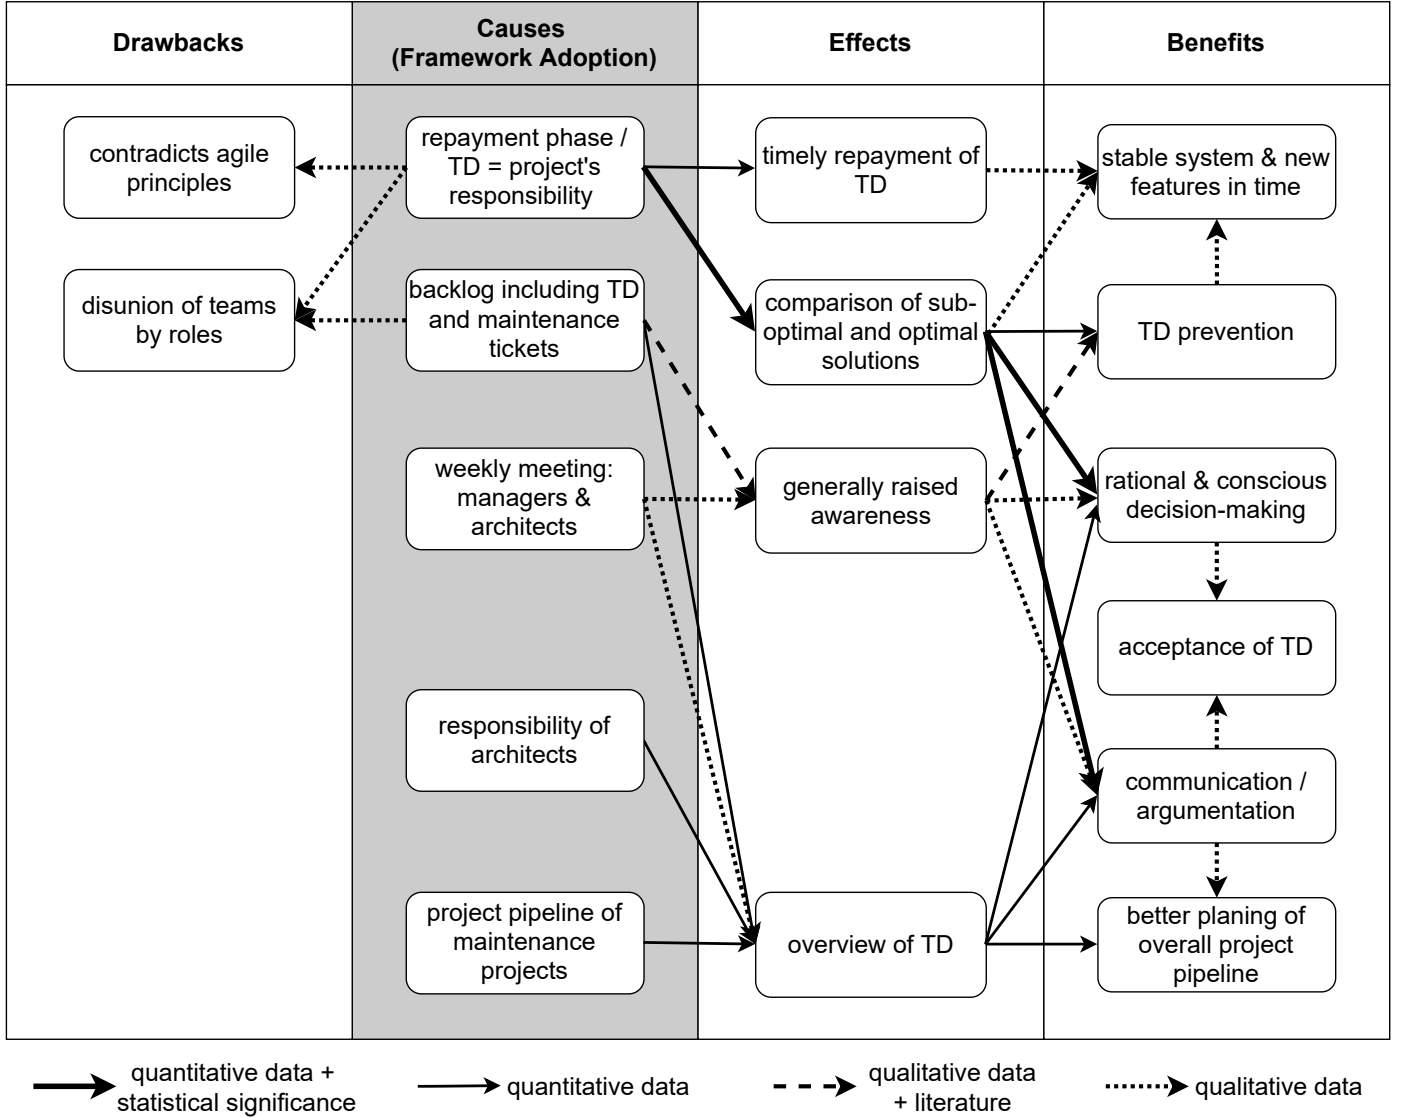 Drawbacks
Causes
(Framework Adoption)
Effects
Benefits
contradicts agile
principles
repayment phase /
TD = project's
responsibility
timely repayment of
TD
stable system & new
features in time
disunion of teams
by roles
backlog including TD
and maintenance
tickets
comparison of sub-
optimal and optimal
solutions
TD prevention
weekly meeting:
managers &
architects
generally raised
awareness
rational & conscious
decision-making
acceptance of TD
responsibility of
architects
communication /
argumentation
project pipeline of
maintenance
projects
overview of TD
better planing of
overall project
pipeline
quantitative data +
statistical significance
quantitative data
qualitative data
+ literature
qualitative data